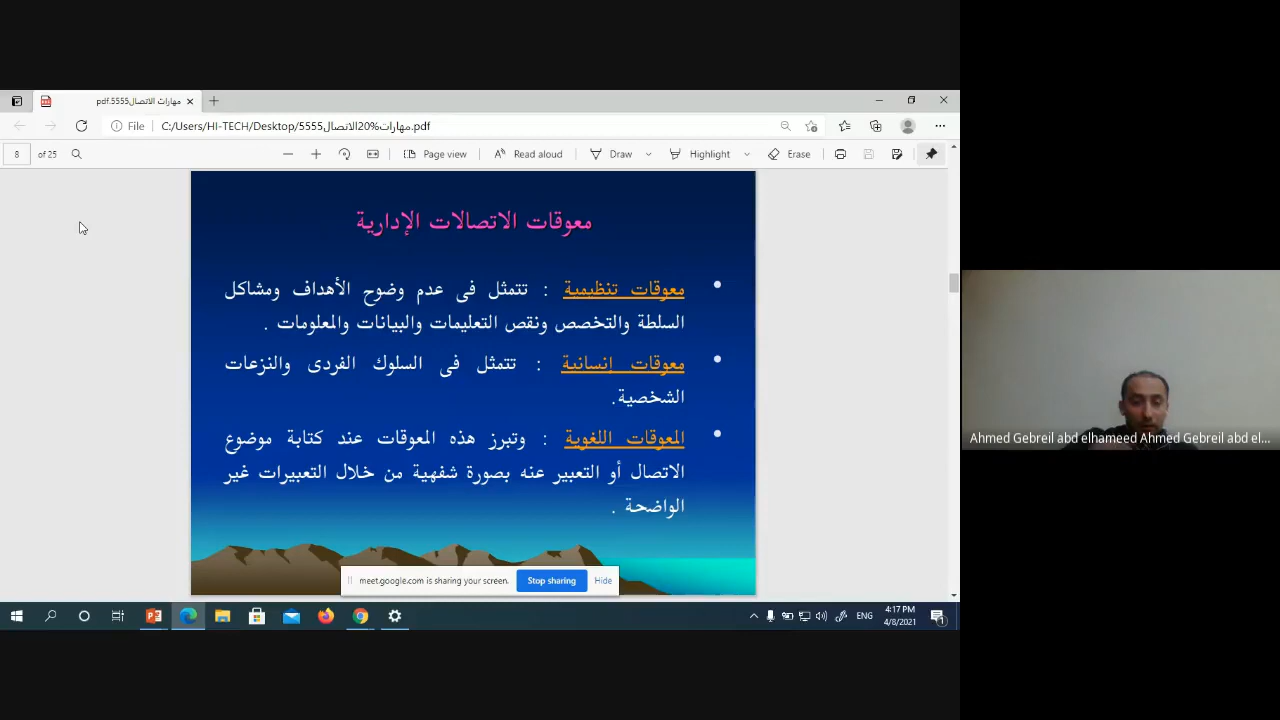 مهارات الاتصال5555.pdf
File C:/Users/HI-TECH/Desktop/مهارات%20الاتصال5555.pdf
8 of 25 Page view Read aloud Draw Highlight Erase
معوقات الاتصالات الإدارية
• معوقات تنظيمية : تتمثل فى عدم وضوح الأهداف ومشاكل
السلطة والتخصص ونقص التعليمات والبيانات والمعلومات .
• معوقات إنسانية : تتمثل فى السلوك الفردى والنزعات
الشخصية.
• المعوقات اللغوية : وتبرز هذه المعوقات عند كتابة موضوع
الاتصال أو التعبير عنه بصورة شفهية من خلال التعبيرات غير
الواضحة .
meet.google.com is sharing your screen. Stop sharing Hide
ENG 4:17 PM
4/8/2021
Ahmed Gebreil abd elhameed Ahmed Gebreil abd el...